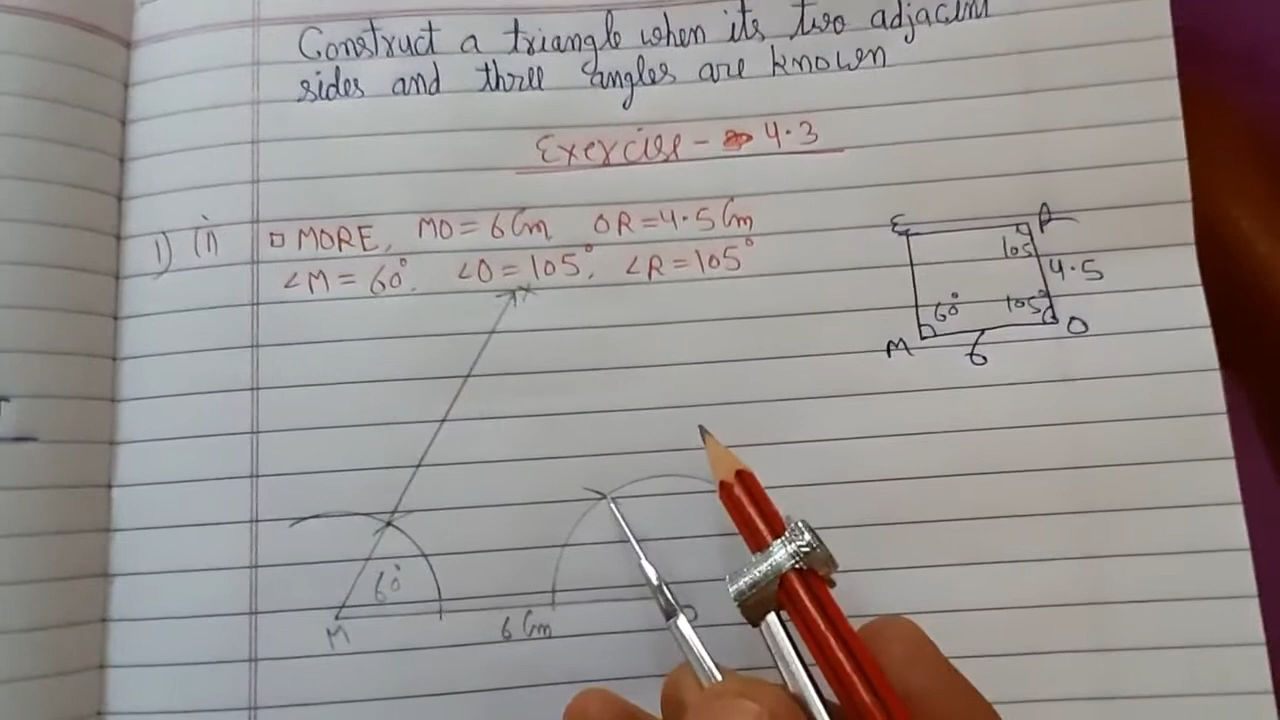 Construct a triangle when its two adjacent
sides and three angles are known
Exercise - 4.3
1) (i) □ MORE, MO = 6 Cm OR = 4.5 Cm
∠M = 60°. ∠O = 105°, ∠R = 105°
E R
105
4.5
60° 105°
M 6 O
60°
M 6 Cm